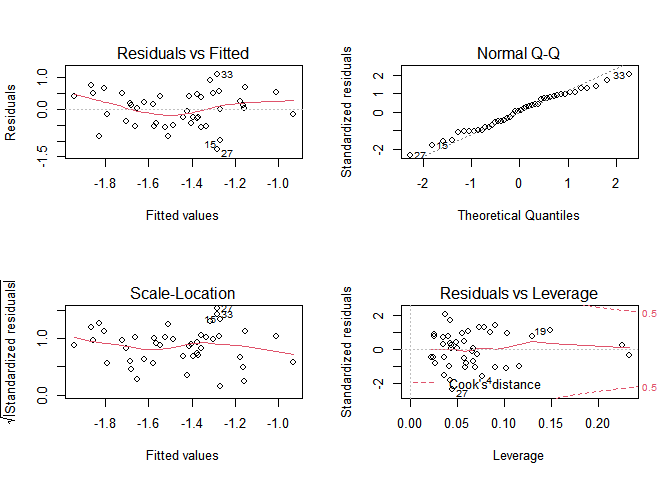 Residuals vs Fitted
Residuals
1.0
0.0
-1.5
33
15
27
-1.8 -1.6 -1.4 -1.2 -1.0
Fitted values
Normal Q-Q
Standardized residuals
2
0
-2
33
15
27
-2 -1 0 1 2
Theoretical Quantiles
Scale-Location
√|Standardized residuals|
1.0
0.0
27
15
33
-1.8 -1.6 -1.4 -1.2 -1.0
Fitted values
Residuals vs Leverage
Standardized residuals
2
0
-2
19
4
27
Cook's distance
0.5
0.5
0.00 0.05 0.10 0.15 0.20
Leverage